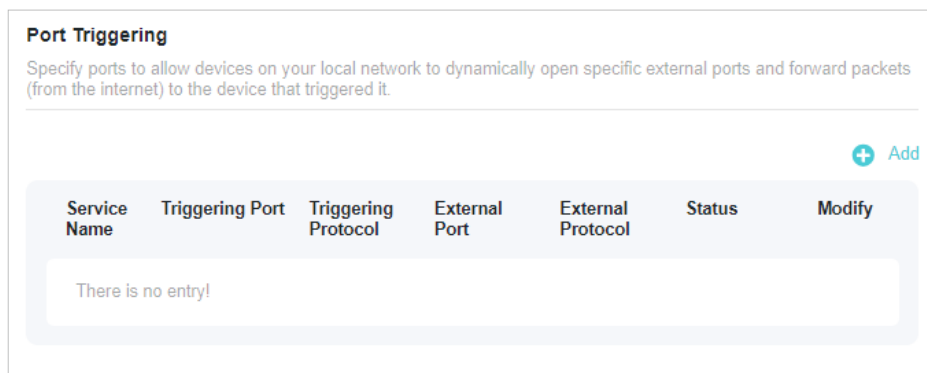 Port Triggering
Specify ports to allow devices on your local network to dynamically open specific external ports and forward packets
(from the internet) to the device that triggered it.
Add
Service Name Triggering Port Triggering Protocol External Port External Protocol Status Modify
There is no entry!